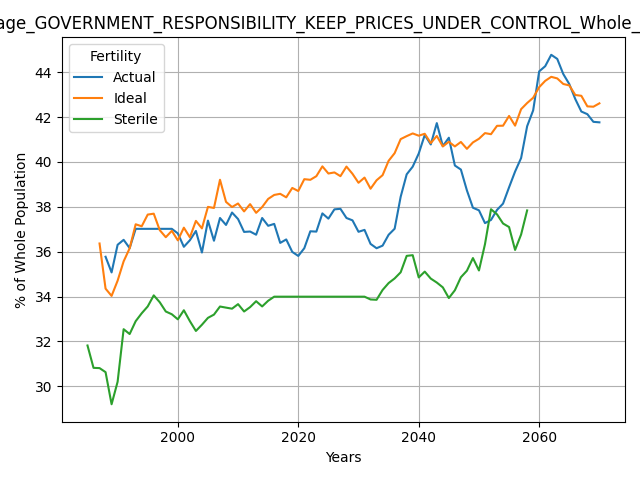 age_GOVERNMENT_RESPONSIBILITY_KEEP_PRICES_UNDER_CONTROL_Whole_
Fertility
Actual
Ideal
Sterile
% of Whole Population
44
42
40
38
36
34
32
30
2000
2020
2040
2060
Years